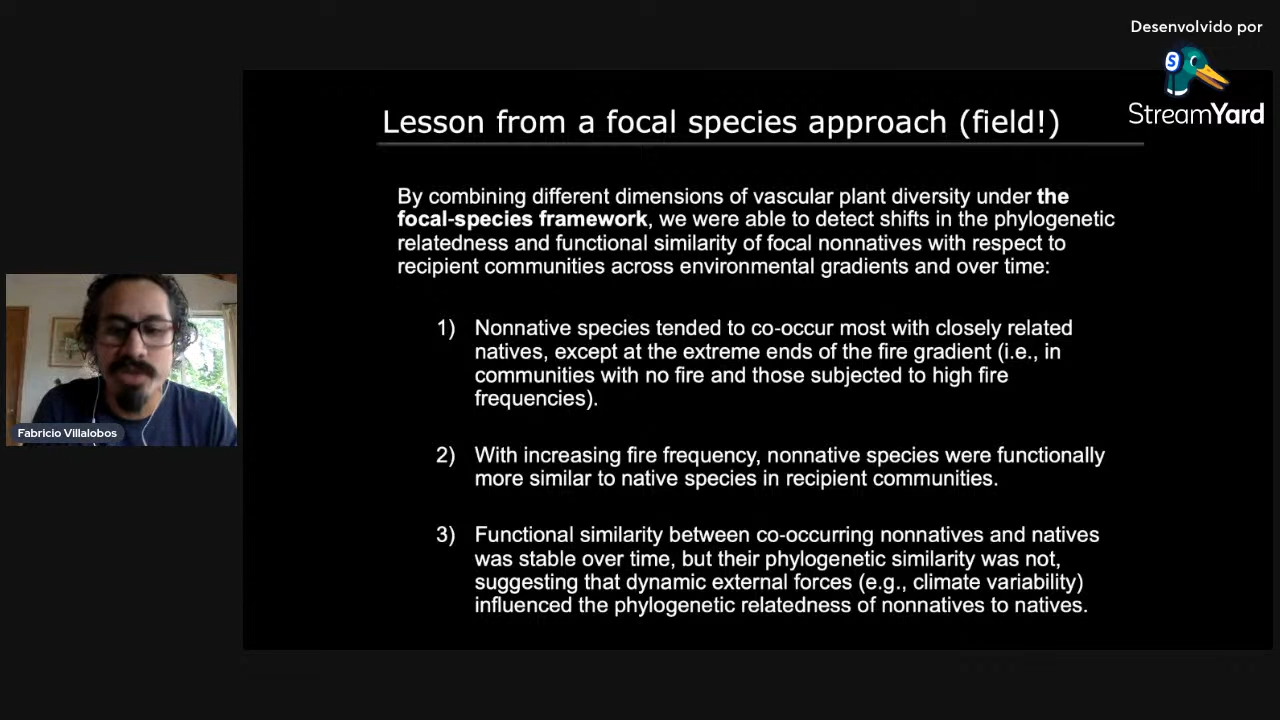 Desenvolvido por
StreamYard
Lesson from a focal species approach (field!)
By combining different dimensions of vascular plant diversity under the
focal-species framework, we were able to detect shifts in the phylogenetic
relatedness and functional similarity of focal nonnatives with respect to
recipient communities across environmental gradients and over time:
1) Nonnative species tended to co-occur most with closely related
natives, except at the extreme ends of the fire gradient (i.e., in
communities with no fire and those subjected to high fire
frequencies).
2) With increasing fire frequency, nonnative species were functionally
more similar to native species in recipient communities.
3) Functional similarity between co-occurring nonnatives and natives
was stable over time, but their phylogenetic similarity was not,
suggesting that dynamic external forces (e.g., climate variability)
influenced the phylogenetic relatedness of nonnatives to natives.
Fabricio Villalobos